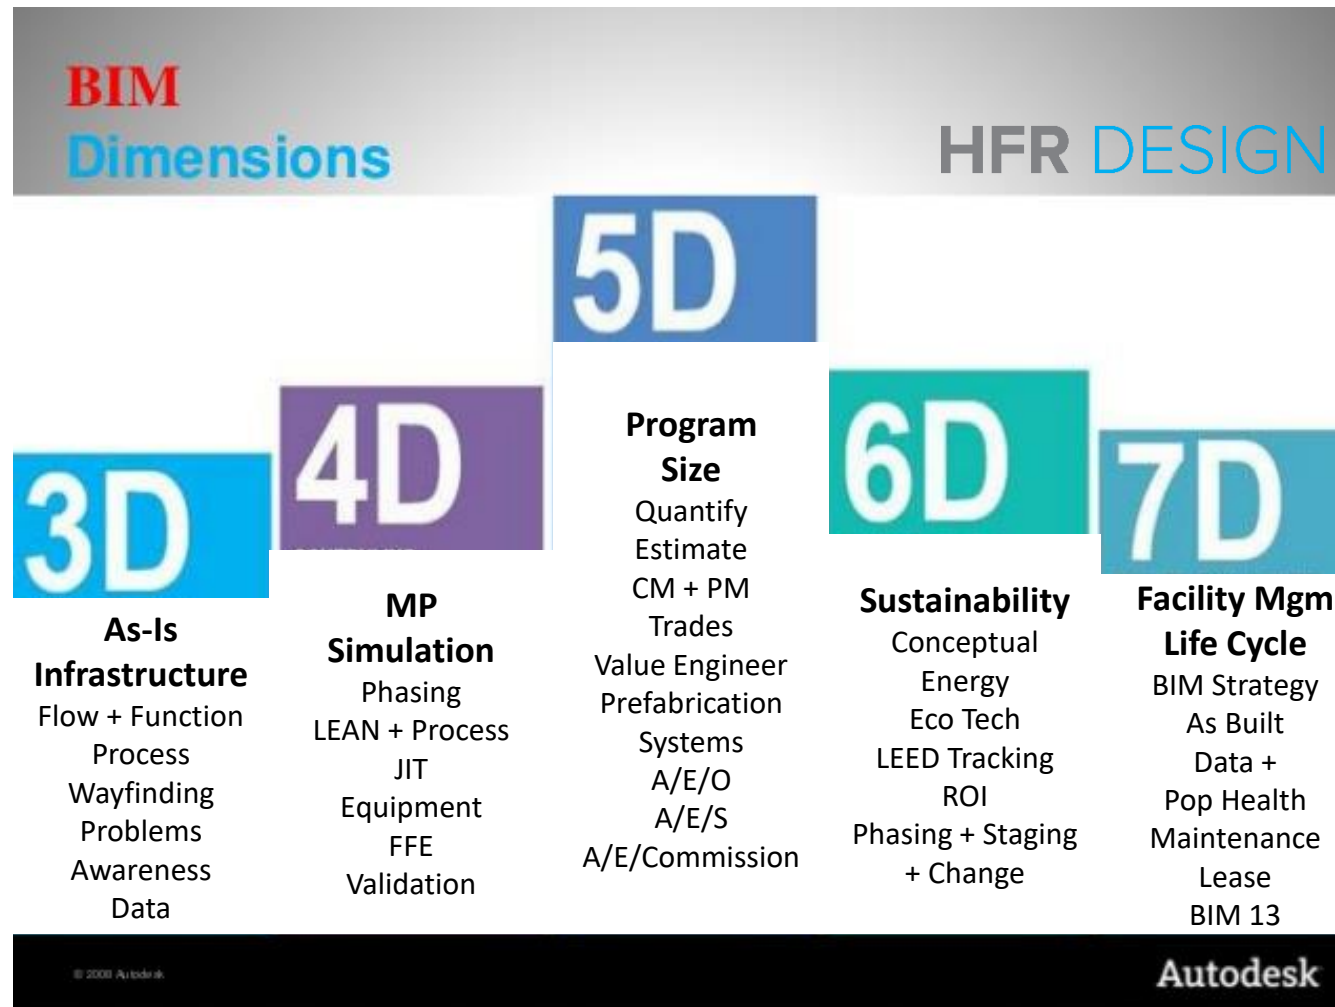 BIM
Dimensions
HFR DESIGN
3D
As-Is
Infrastructure
Flow + Function
Process
Wayfinding
Problems
Awareness
Data
4D
MP
Simulation
Phasing
LEAN + Process
JIT
Equipment
FFE
Validation
5D
Program
Size
Quantify
Estimate
CM + PM
Trades
Value Engineer
Prefabrication
Systems
A/E/O
A/E/S
A/E/Commission
6D
Sustainability
Conceptual
Energy
Eco Tech
LEED Tracking
ROI
Phasing + Staging
+ Change
7D
Facility Mgm
Life Cycle
BIM Strategy
As Built
Data +
Pop Health
Maintenance
Lease
BIM 13
© 2008 Autodesk
Autodesk